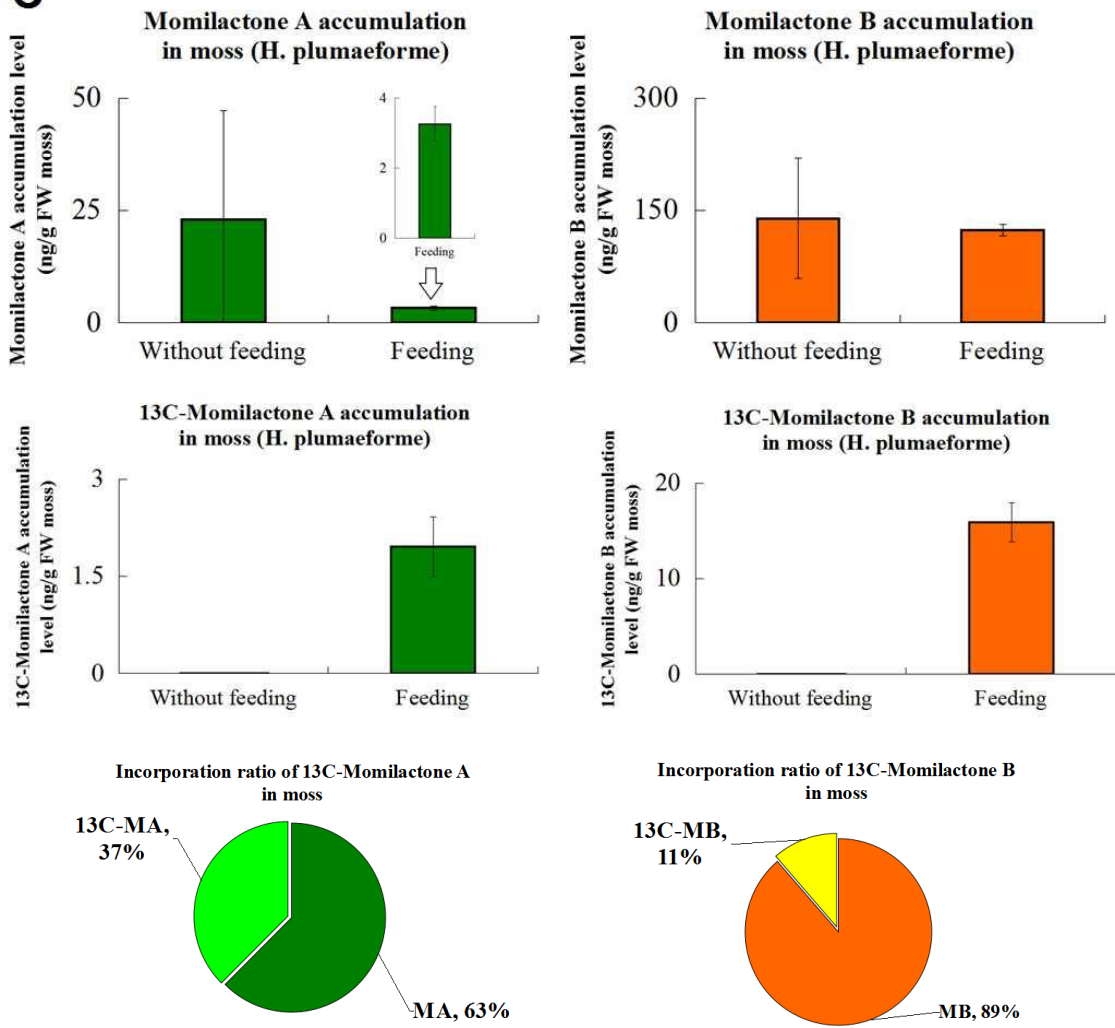 Momilactone A accumulation
in moss (H. plumaeforme)
Momilactone A accumulation level
(ng/g FW moss)
50
25
0
4
2
0
Feeding
Without feeding
Feeding
Momilactone B accumulation
in moss (H. plumaeforme)
Momilactone B accumulation level
(ng/g FW moss)
300
150
0
Without feeding
Feeding
13C-Momilactone A accumulation
in moss (H. plumaeforme)
13C-Momilactone A accumulation
level (ng/g FW moss)
3
1.5
0
Without feeding
Feeding
13C-Momilactone B accumulation
in moss (H. plumaeforme)
13C-Momilactone B accumulation
level (ng/g FW moss)
20
10
0
Without feeding
Feeding
Incorporation ratio of 13C-Momilactone A
in moss
13C-MA,
37%
MA, 63%
Incorporation ratio of 13C-Momilactone B
in moss
13C-MB,
11%
MB, 89%